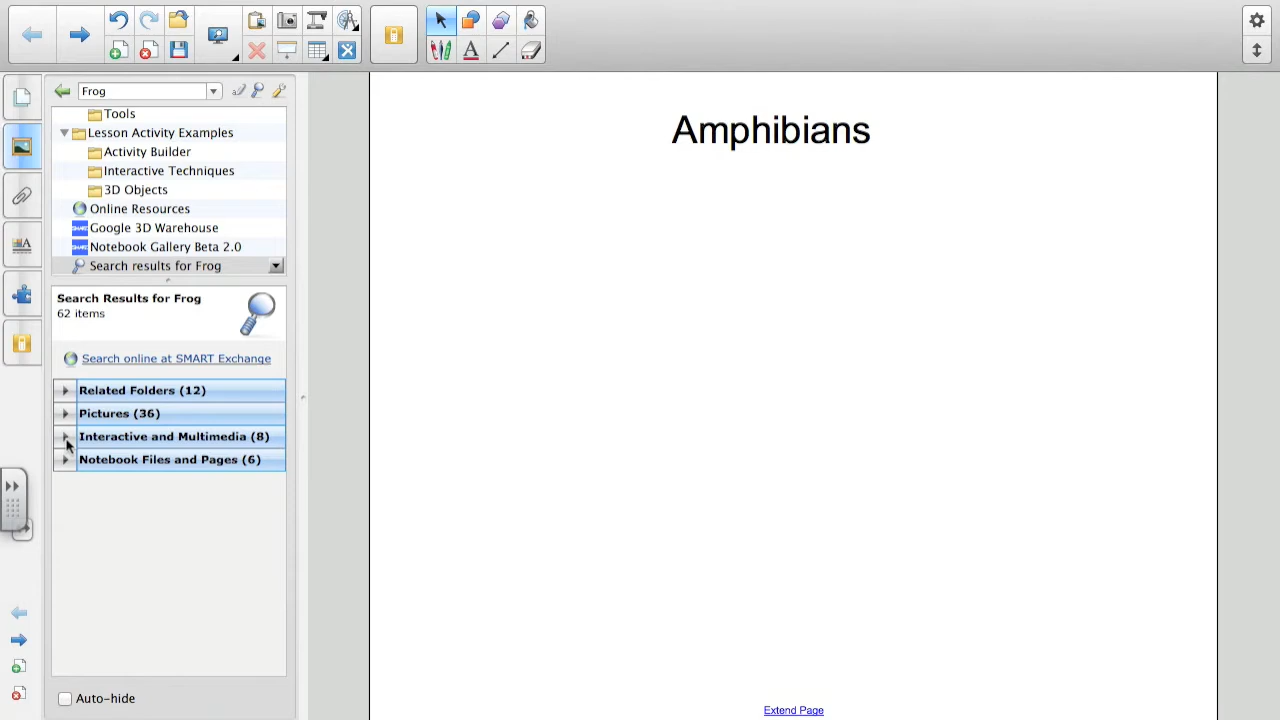 Frog
Tools
Lesson Activity Examples
Activity Builder
Interactive Techniques
3D Objects
Online Resources
Google 3D Warehouse
Notebook Gallery Beta 2.0
Search results for Frog
Search Results for Frog
62 items
Search online at SMART Exchange
Related Folders (12)
Pictures (36)
Interactive and Multimedia (8)
Notebook Files and Pages (6)
Auto-hide
Amphibians
Extend Page